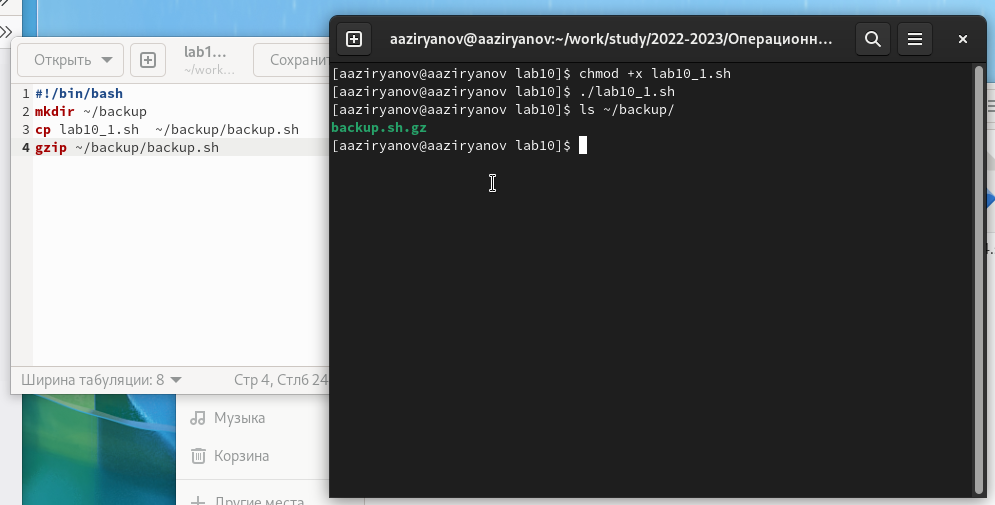 Открыть
lab1...
~/work...
Сохранит
1 #!/bin/bash
2 mkdir ~/backup
3 cp lab10_1.sh  ~/backup/backup.sh
4 gzip ~/backup/backup.sh
Ширина табуляции: 8
Стр 4, Стлб 24
Музыка
Корзина
Другие места
aaziryanov@aaziryanov:~/work/study/2022-2023/Операционн...
[aaziryanov@aaziryanov lab10]$ chmod +x lab10_1.sh
[aaziryanov@aaziryanov lab10]$ ./lab10_1.sh
[aaziryanov@aaziryanov lab10]$ ls ~/backup/
backup.sh.gz
[aaziryanov@aaziryanov lab10]$